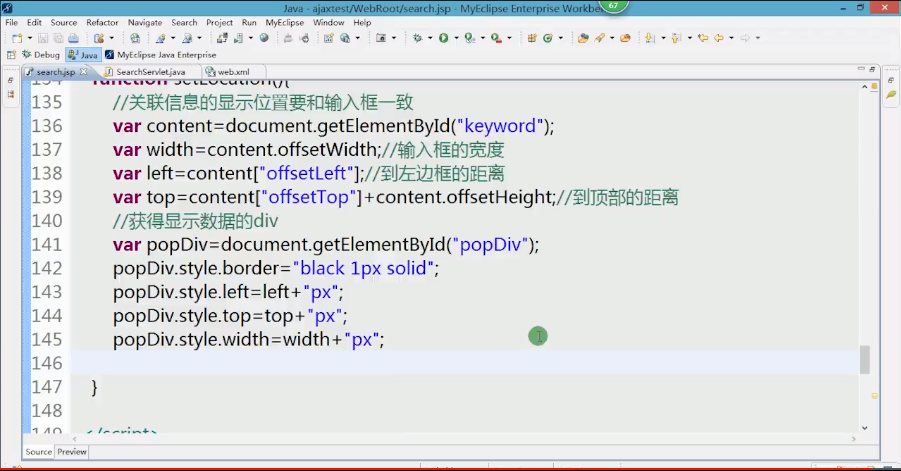 Java - ajaxtest/WebRoot/search.jsp - MyEclipse Enterprise Workbe
67
File Edit Source Refactor Navigate Search Project Run MyEclipse Window Help
Debug Java MyEclipse Java Enterprise
search.jsp SearchServlet.java web.xml
135 //关联信息的显示位置要和输入框一致
136 var content=document.getElementById("keyword");
137 var width=content.offsetWidth;//输入框的宽度
138 var left=content["offsetLeft"];//到左边框的距离
139 var top=content["offsetTop"]+content.offsetHeight;//到顶部的距离
140 //获得显示数据的div
141 var popDiv=document.getElementById("popDiv");
142 popDiv.style.border="black 1px solid";
143 popDiv.style.left=left+"px";
144 popDiv.style.top=top+"px";
145 popDiv.style.width=width+"px";
146
147 }
148
149 </script>
Source Preview